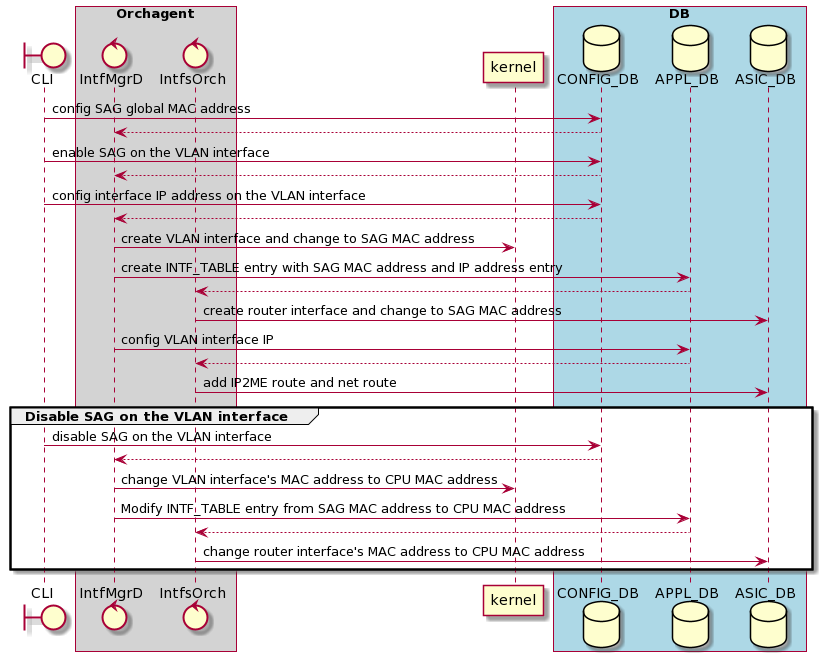 Orchagent
DB
CLI
IntfMgrD
IntfsOrch
kernel
CONFIG_DB
APPL_DB
ASIC_DB
config SAG global MAC address
enable SAG on the VLAN interface
config interface IP address on the VLAN interface
create VLAN interface and change to SAG MAC address
create INTF_TABLE entry with SAG MAC address and IP address entry
create router interface and change to SAG MAC address
config VLAN interface IP
add IP2ME route and net route
Disable SAG on the VLAN interface
disable SAG on the VLAN interface
change VLAN interface's MAC address to CPU MAC address
Modify INTF_TABLE entry from SAG MAC address to CPU MAC address
change router interface's MAC address to CPU MAC address
CLI
IntfMgrD
IntfsOrch
kernel
CONFIG_DB
APPL_DB
ASIC_DB